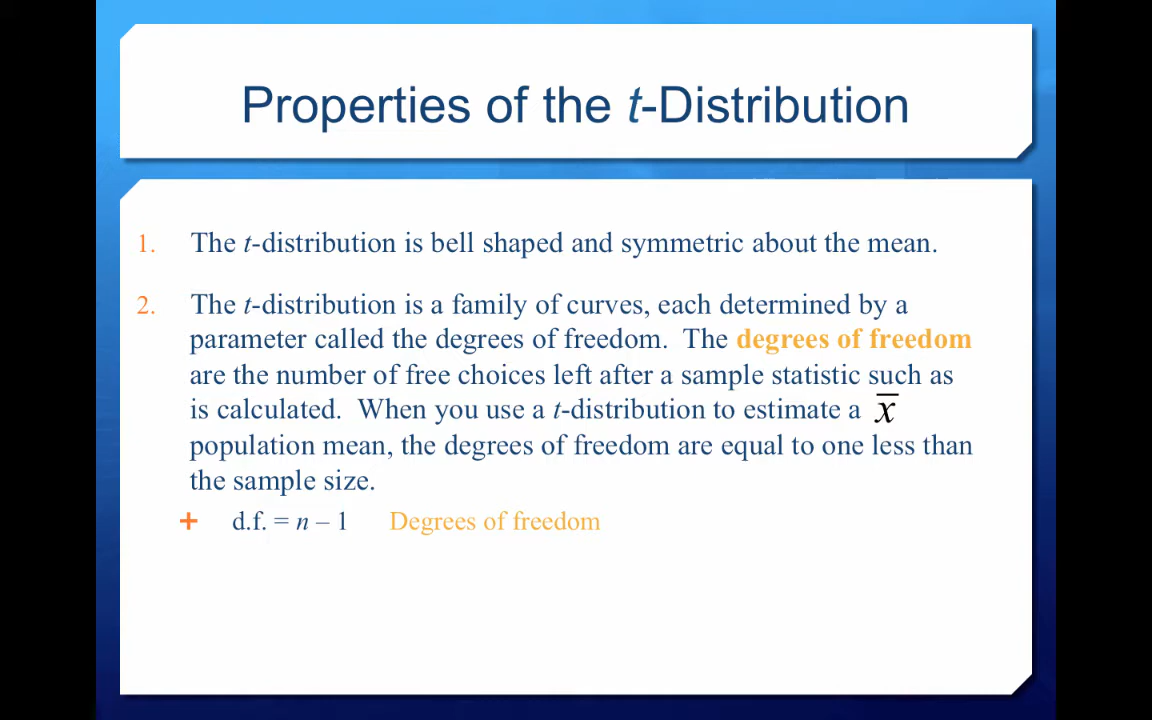 Properties of the t-Distribution
1. The t-distribution is bell shaped and symmetric about the mean.
2. The t-distribution is a family of curves, each determined by a
parameter called the degrees of freedom. The degrees of freedom
are the number of free choices left after a sample statistic such as
is calculated. When you use a t-distribution to estimate a x̅
population mean, the degrees of freedom are equal to one less than
the sample size.
+ d.f. = n – 1 Degrees of freedom